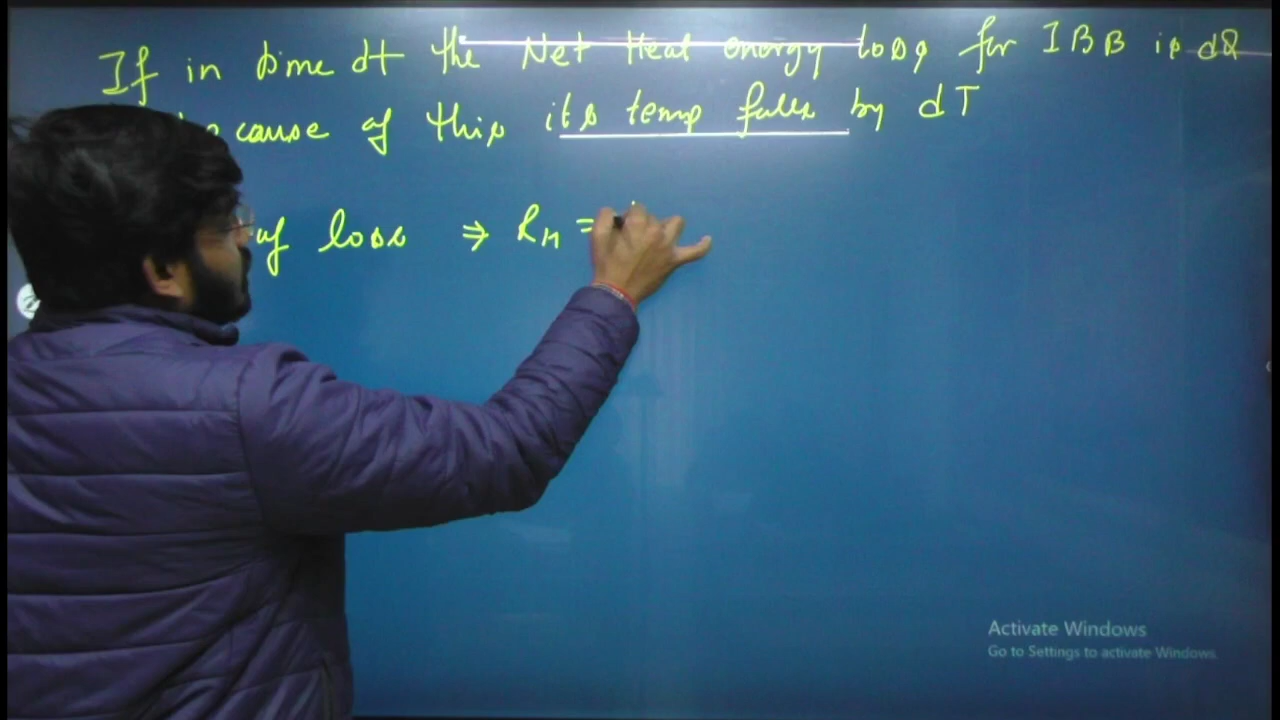 If in time dt the Net Heat energy loss for IBB is dQ
cause of this its temp falls by dT
of loss ⇒ RH =
Activate Windows
Go to Settings to activate Windows.